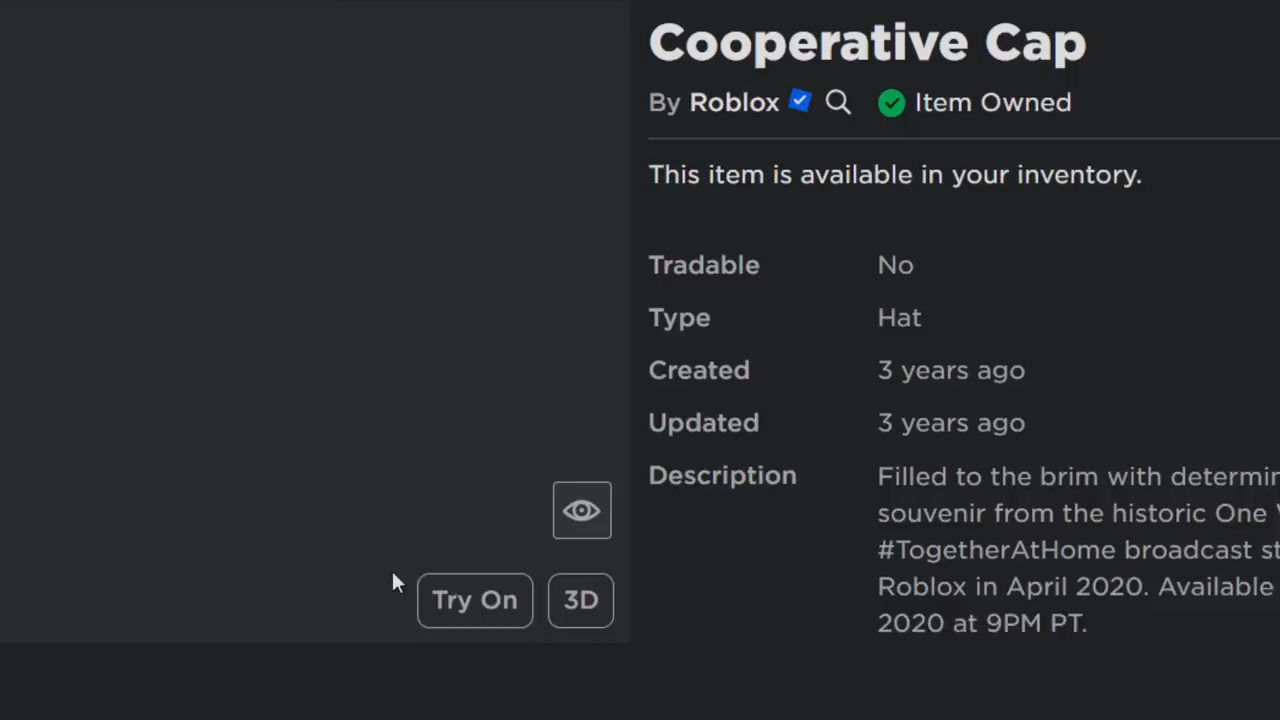 Cooperative Cap
By Roblox Item Owned
This item is available in your inventory.
Tradable No
Type Hat
Created 3 years ago
Updated 3 years ago
Description Filled to the brim with
souvenir from the historic One
#TogetherAtHome broadcast
Roblox in April 2020. Available
2020 at 9PM PT.
Try On 3D